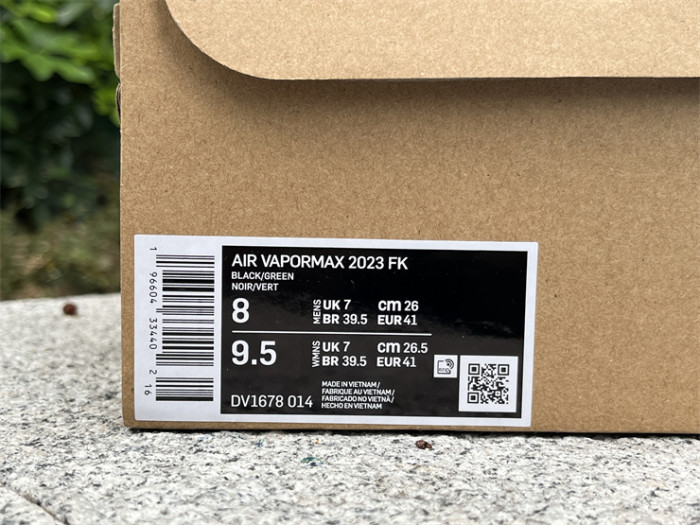 AIR VAPORMAX 2023 FK
BLACK/GREEN
NOIR/VERT
8 MENS UK 7 cm 26
BR 39.5 EUR 41
9.5 WMNS UK 7 cm 26.5
BR 39.5 EUR 41
DV1678 014
MADE IN VIETNAM/
FABRIQUE AU VIETNAM/
FABRICADO NO VIETNÃ/
HECHO EN VIETNAM
1 96604 33440 2 16